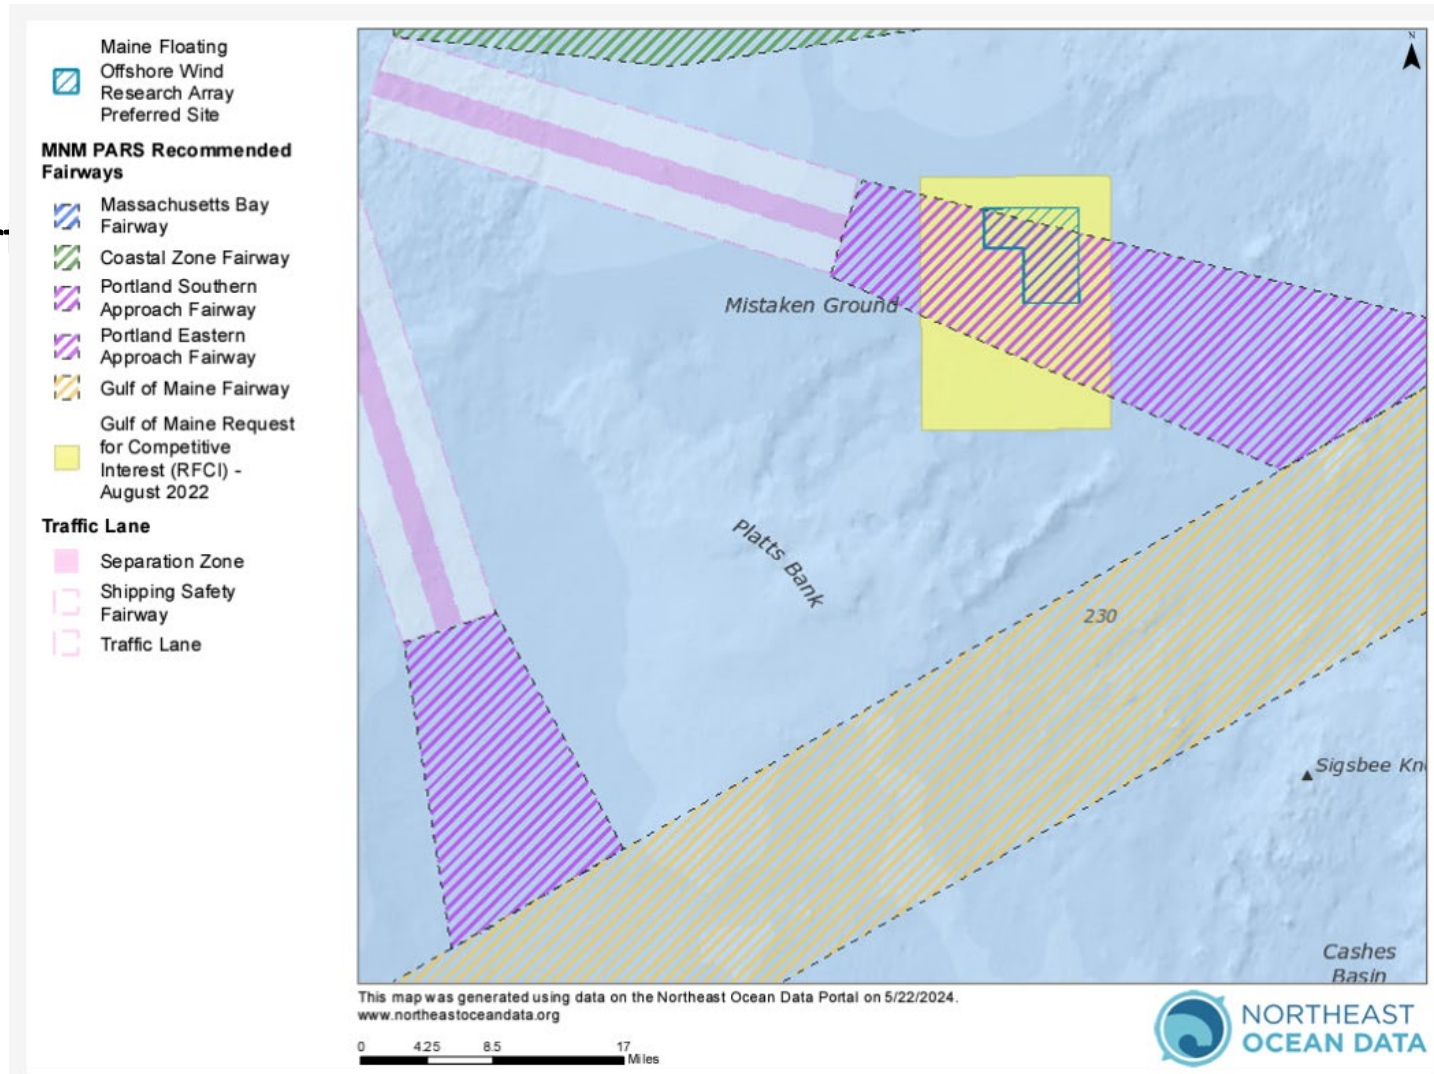 Maine Floating
Offshore Wind
Research Array
Preferred Site
MNM PARS Recommended
Fairways
Massachusetts Bay
Fairway
Coastal Zone Fairway
Portland Southern
Approach Fairway
Portland Eastern
Approach Fairway
Gulf of Maine Fairway
Gulf of Maine Request
for Competitive
Interest (RFCI) -
August 2022
Traffic Lane
Separation Zone
Shipping Safety
Fairway
Traffic Lane
N
Mistaken Ground
Platts Bank
230
Sigsbee Kn
Cashes
Basin
This map was generated using data on the Northeast Ocean Data Portal on 5/22/2024.
www.northeastoceandata.org
0 4.25 8.5 17
Miles
NORTHEAST
OCEAN DATA